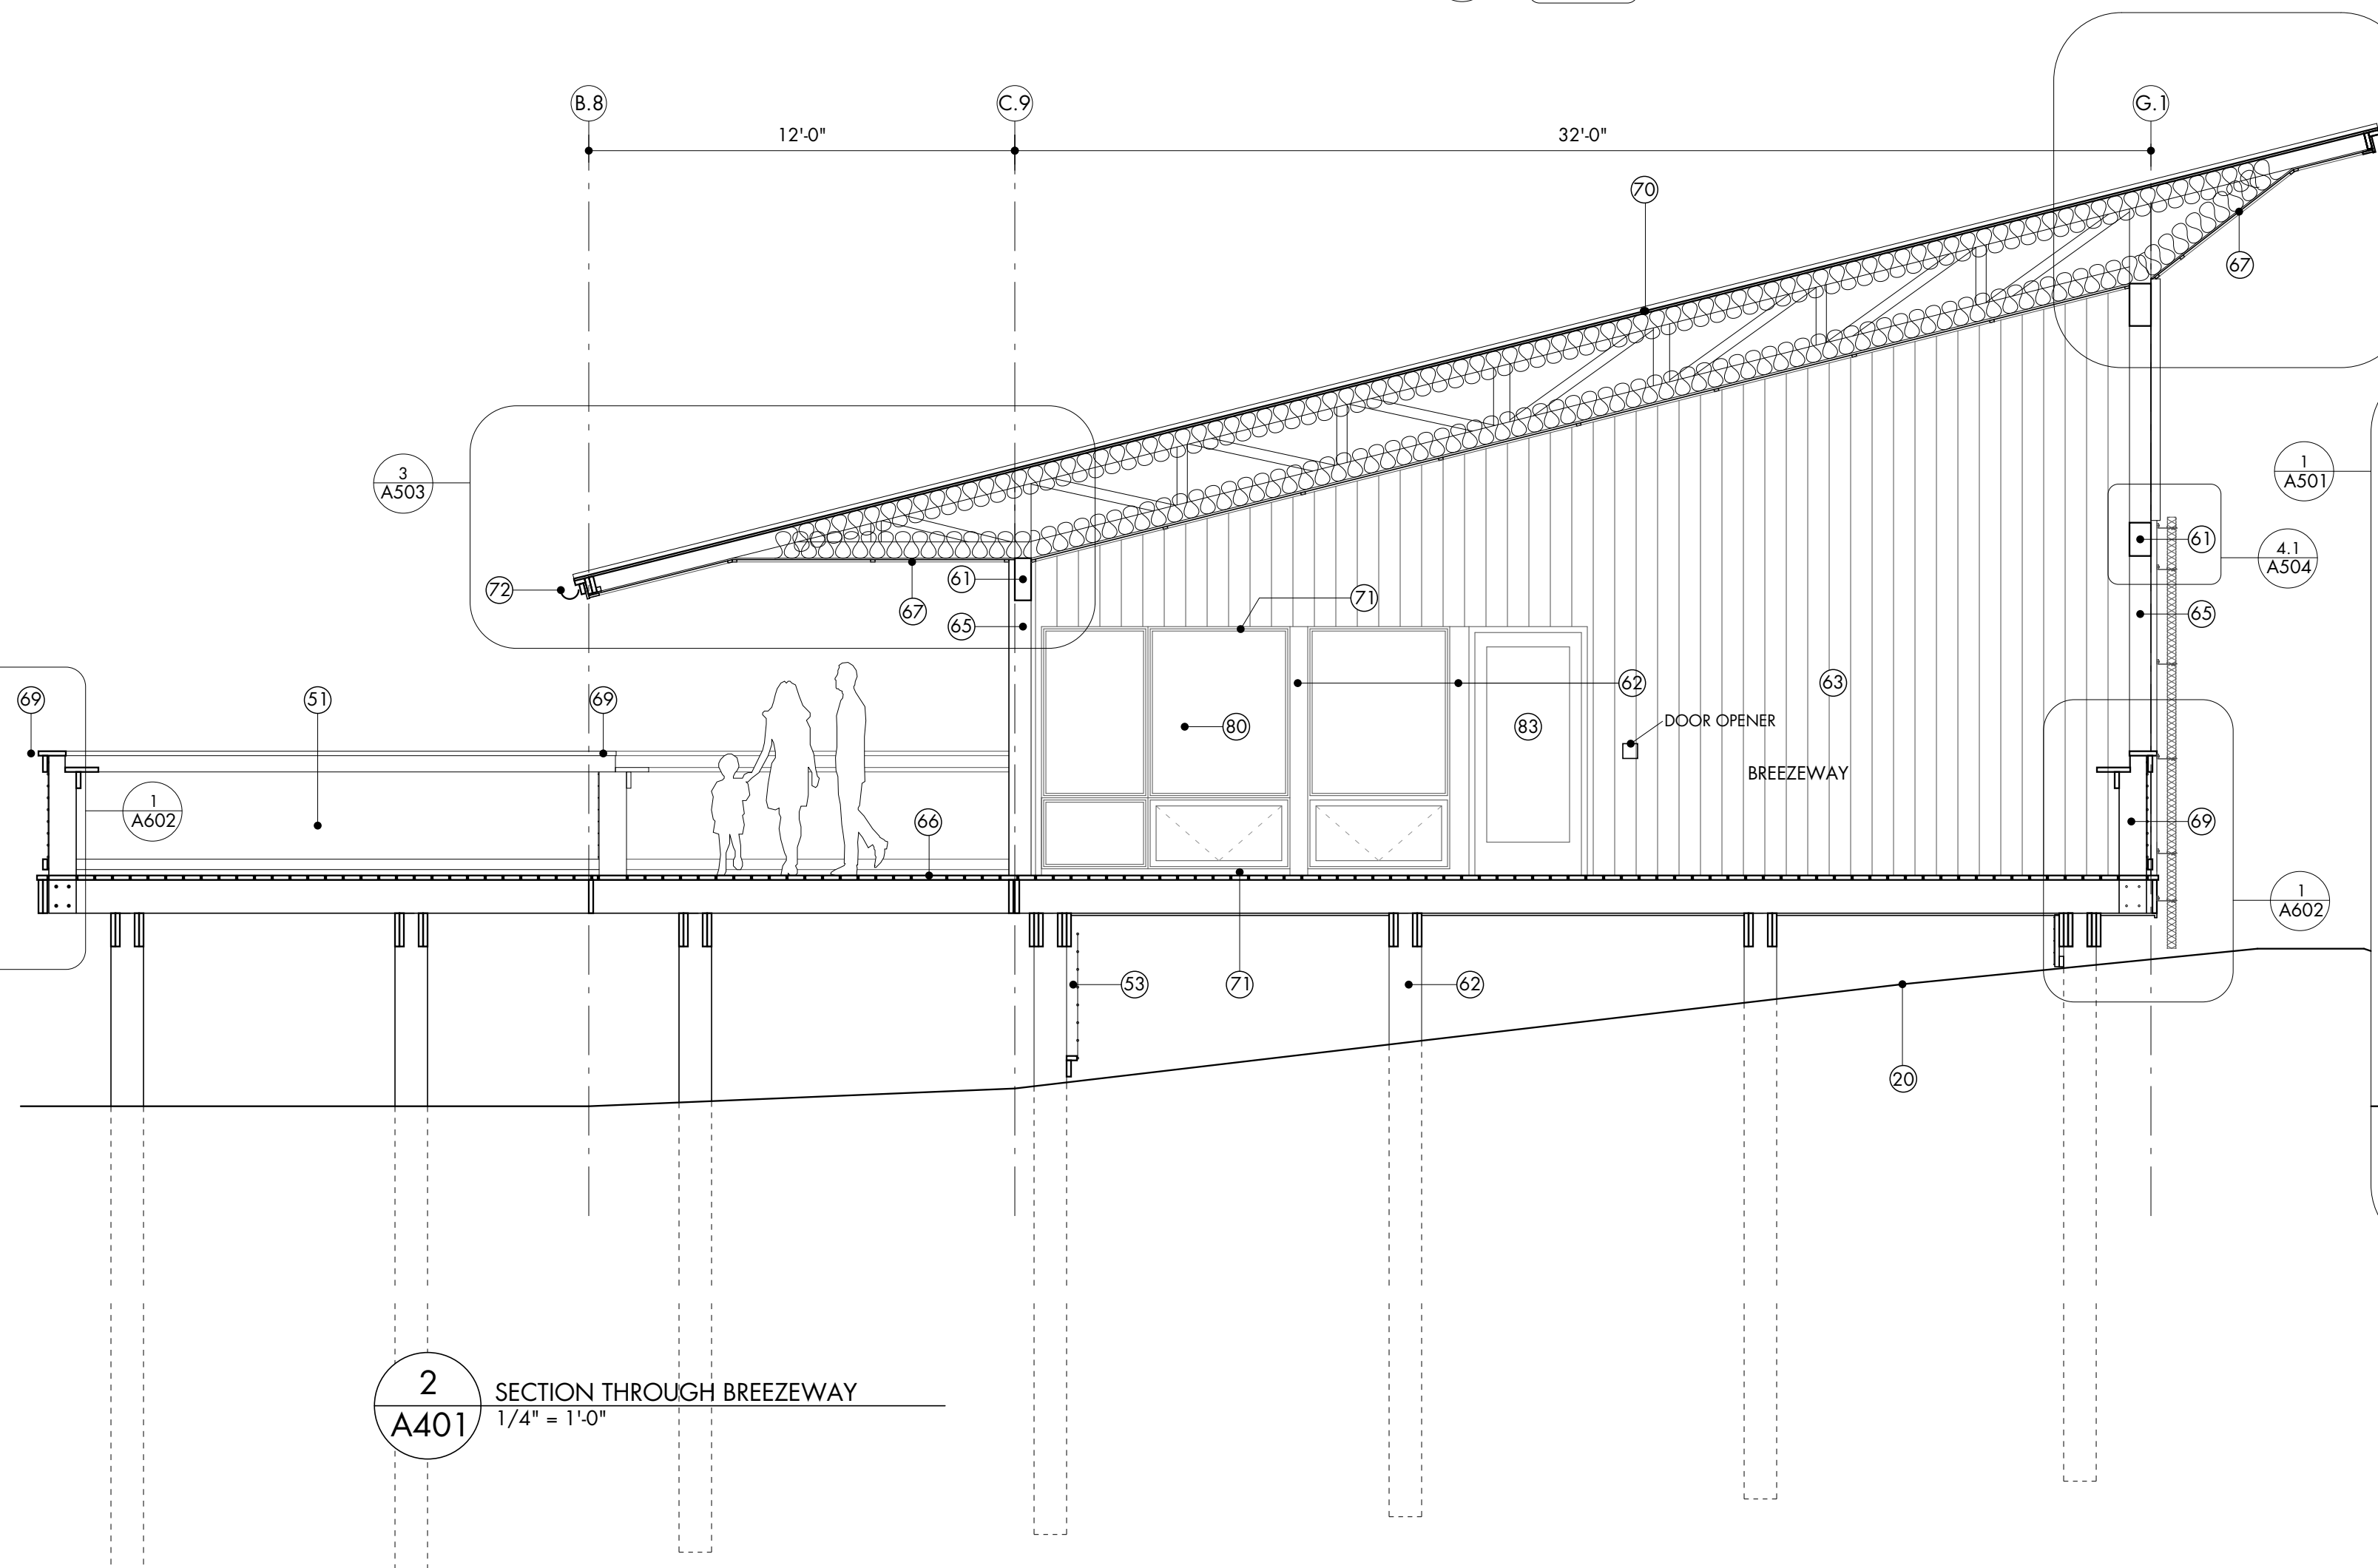 B.8
C.9
G.1
12'-0"
32'-0"
70
67
3
A503
1
A501
61
4.1
A504
72
61
67
71
65
65
69
51
69
62
63
80
83
DOOR OPENER
BREEZEWAY
1
A602
66
69
1
A602
53
71
62
20
2
A401
SECTION THROUGH BREEZEWAY
1/4" = 1'-0"